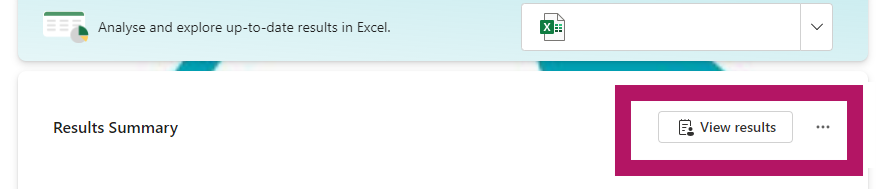 Analyse and explore up-to-date results in Excel.
Results Summary
View results